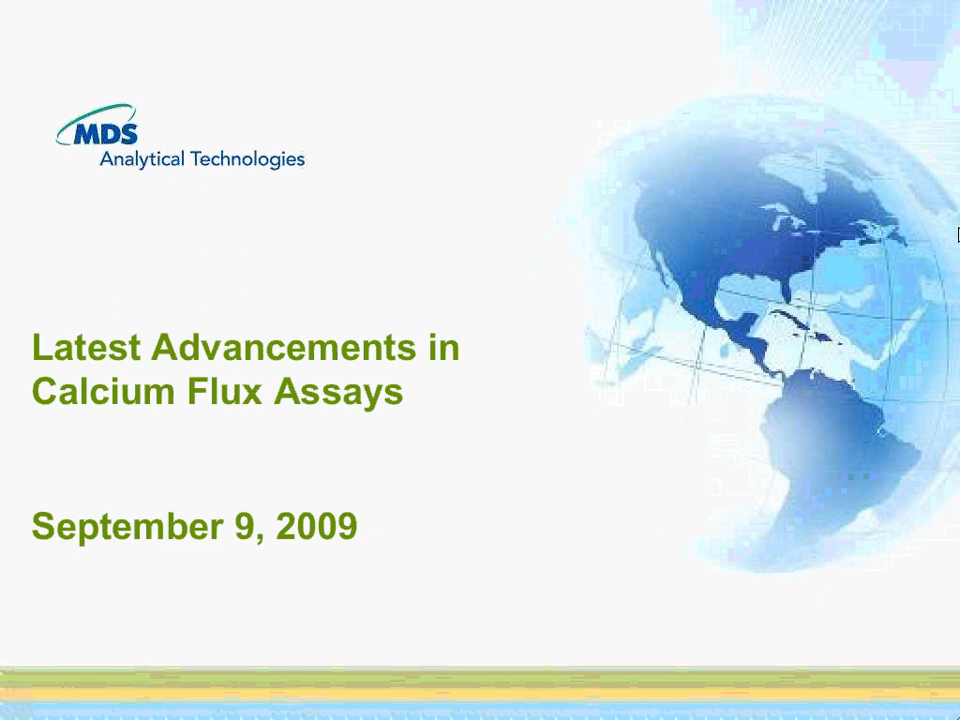 MDS
Analytical Technologies
Latest Advancements in
Calcium Flux Assays
September 9, 2009